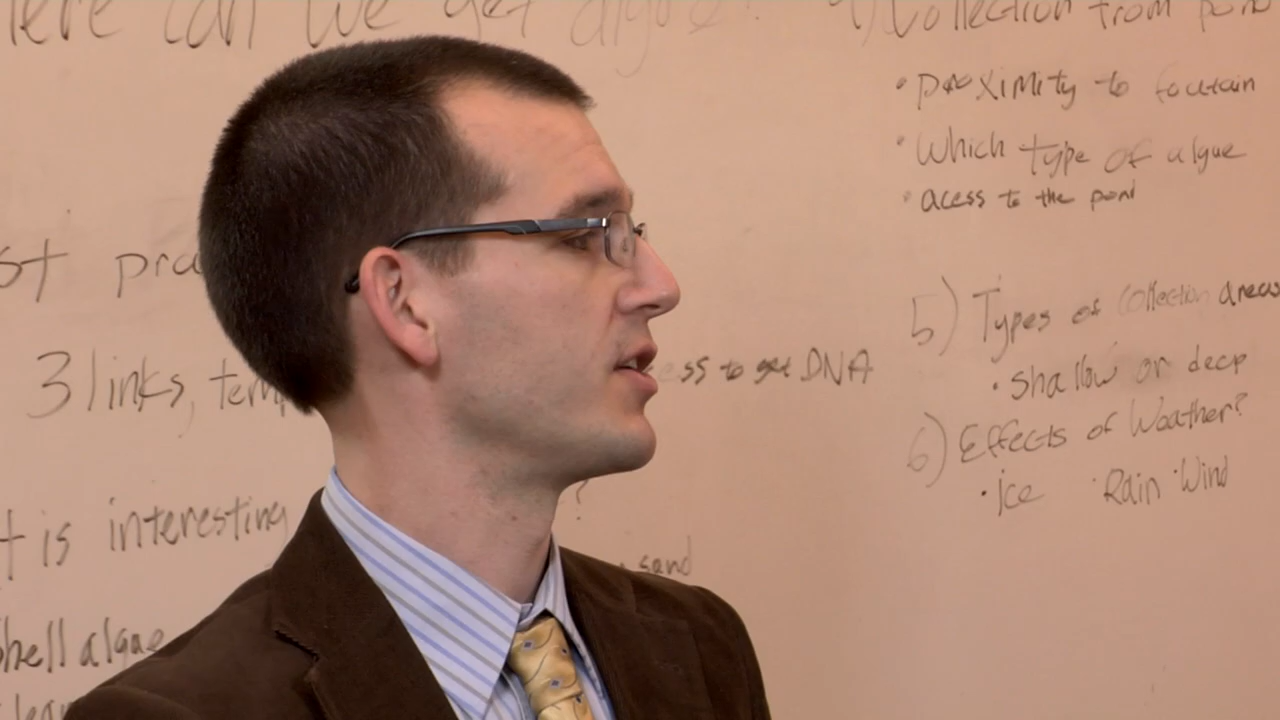 Here can we get algae? 4) Collection from pond
• proximity to fountain
• Which type of algae
• acess to the pond
st pra
3 links, tem ess to get DNA
5) Types of Collection areas
• Shallow or deep
6) Effects of Weather?
• ice • Rain • Wind
t is interesting ?
sand
shell algae